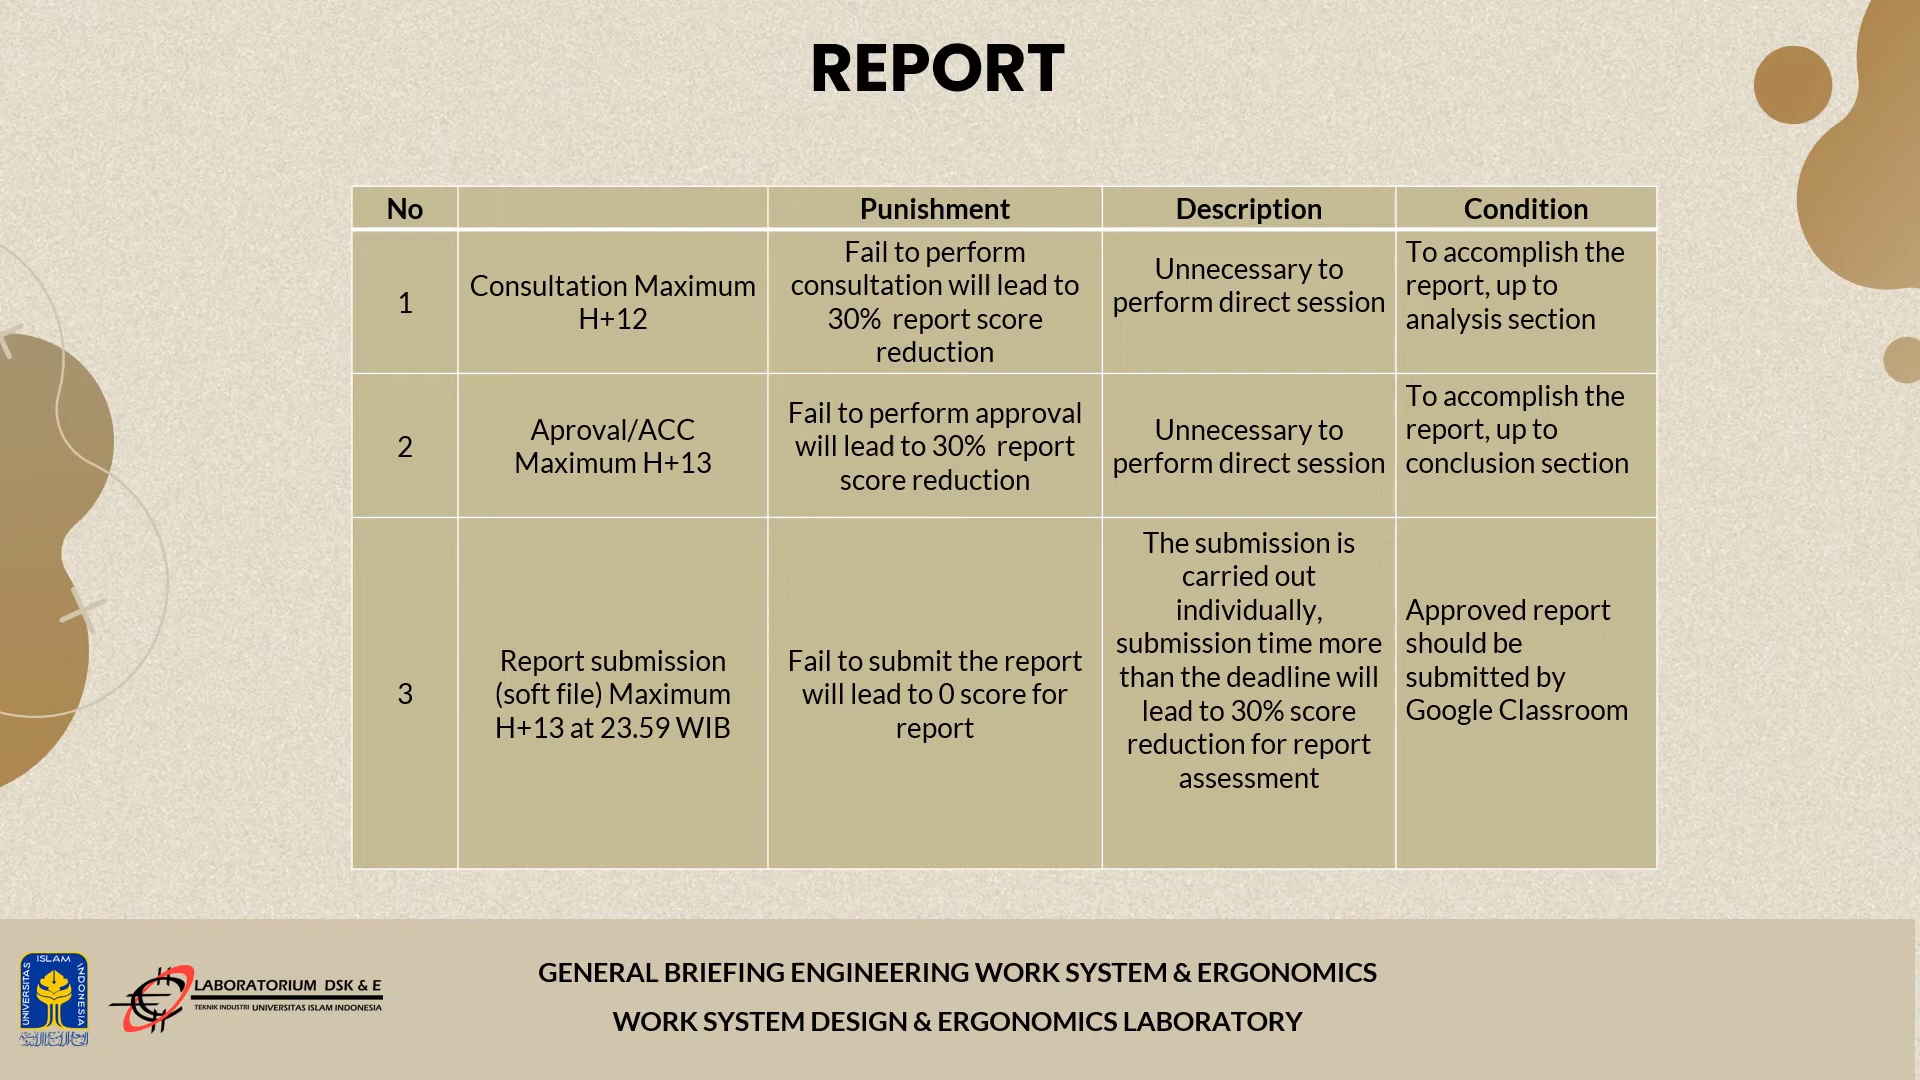 REPORT
No
Punishment
Description
Condition
1
Consultation Maximum
H+12
Fail to perform
consultation will lead to
30%  report score
reduction
Unnecessary to
perform direct session
To accomplish the
report, up to
analysis section
2
Aproval/ACC
Maximum H+13
Fail to perform approval
will lead to 30%  report
score reduction
Unnecessary to
perform direct session
To accomplish the
report, up to
conclusion section
3
Report submission
(soft file) Maximum
H+13 at 23.59 WIB
Fail to submit the report
will lead to 0 score for
report
The submission is
carried out
individually,
submission time more
than the deadline will
lead to 30% score
reduction for report
assessment
Approved report
should be
submitted by
Google Classroom
UNIVERSITAS
ISLAM
INDONESIA
LABORATORIUM DSK & E
TEKNIK INDUSTRI UNIVERSITAS ISLAM INDONESIA
GENERAL BRIEFING ENGINEERING WORK SYSTEM & ERGONOMICS
WORK SYSTEM DESIGN & ERGONOMICS LABORATORY